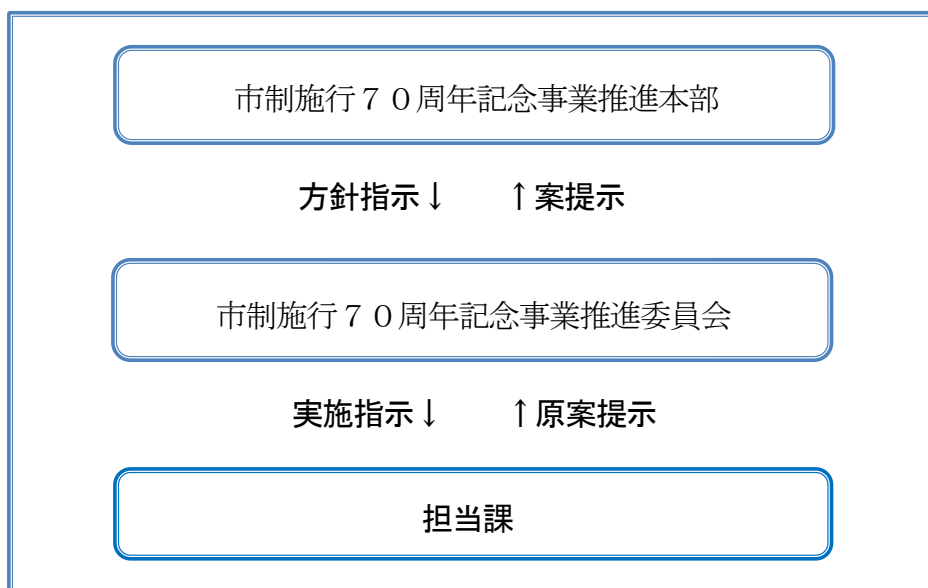 市制施行７０周年記念事業推進本部
方針指示↓　　↑案提示
市制施行７０周年記念事業推進委員会
実施指示↓　　↑原案提示
担当課